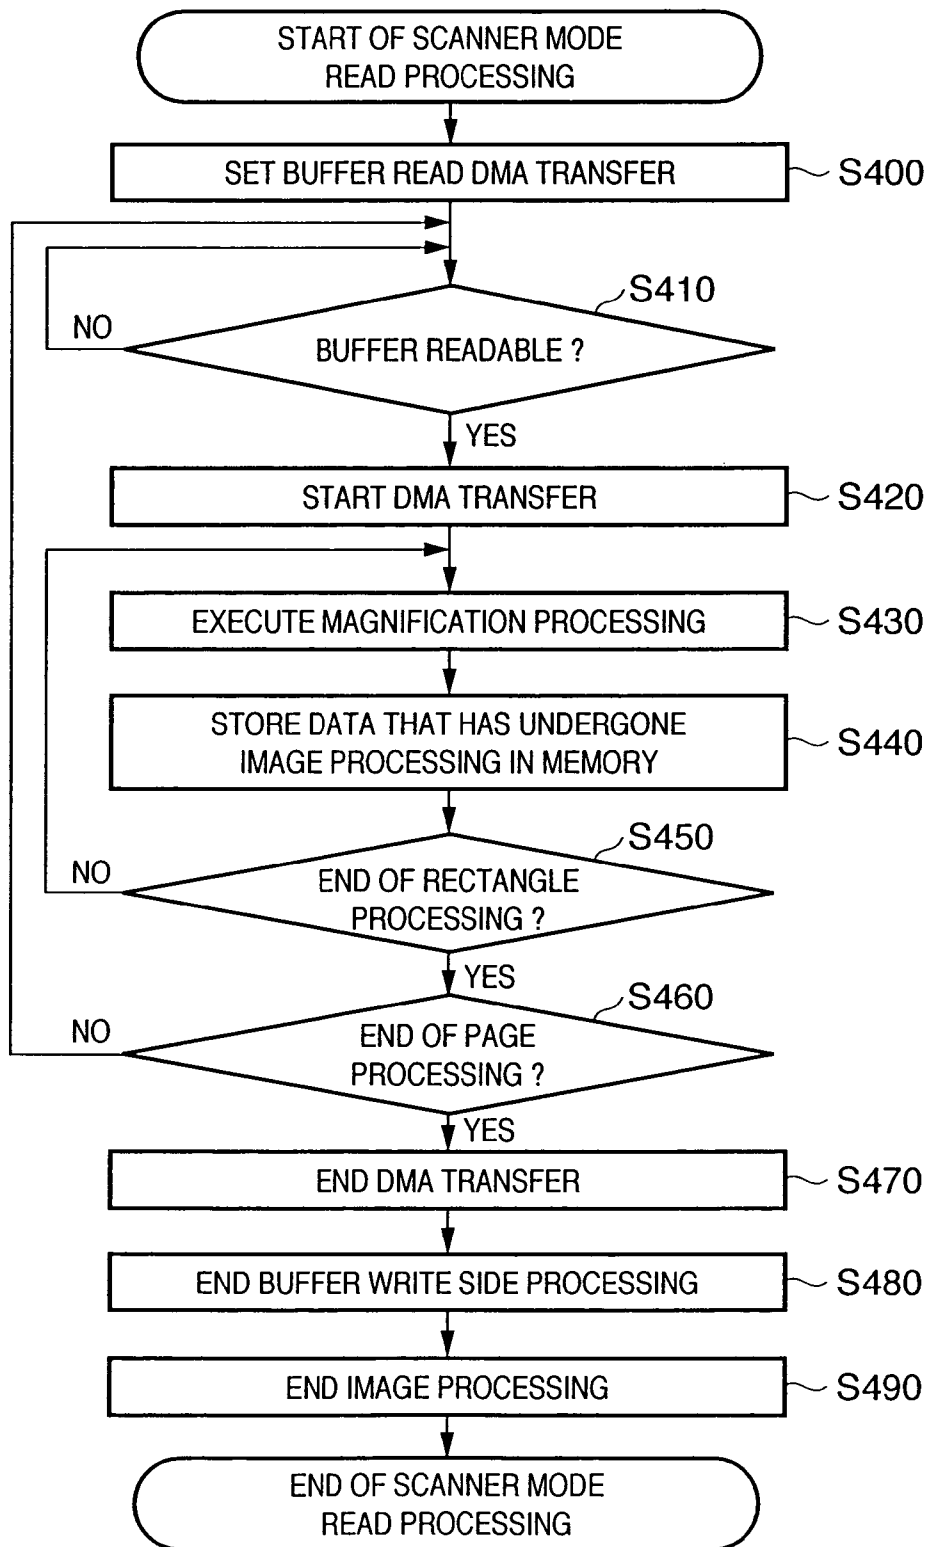 START OF SCANNER MODE
READ PROCESSING
SET BUFFER READ DMA TRANSFER
S400
S410
NO
BUFFER READABLE ?
YES
START DMA TRANSFER
S420
EXECUTE MAGNIFICATION PROCESSING
S430
STORE DATA THAT HAS UNDERGONE
IMAGE PROCESSING IN MEMORY
S440
S450
NO
END OF RECTANGLE
PROCESSING ?
YES
S460
NO
END OF PAGE
PROCESSING ?
YES
END DMA TRANSFER
S470
END BUFFER WRITE SIDE PROCESSING
S480
END IMAGE PROCESSING
S490
END OF SCANNER MODE
READ PROCESSING